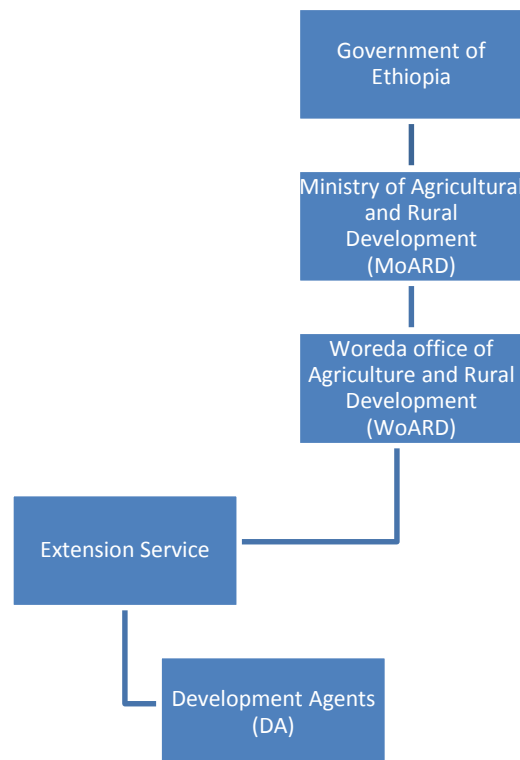 Government of
Ethiopia
Ministry of Agricultural
and Rural
Development
(MoARD)
Woreda office of
Agriculture and Rural
Development
(WoARD)
Extension Service
Development Agents
(DA)